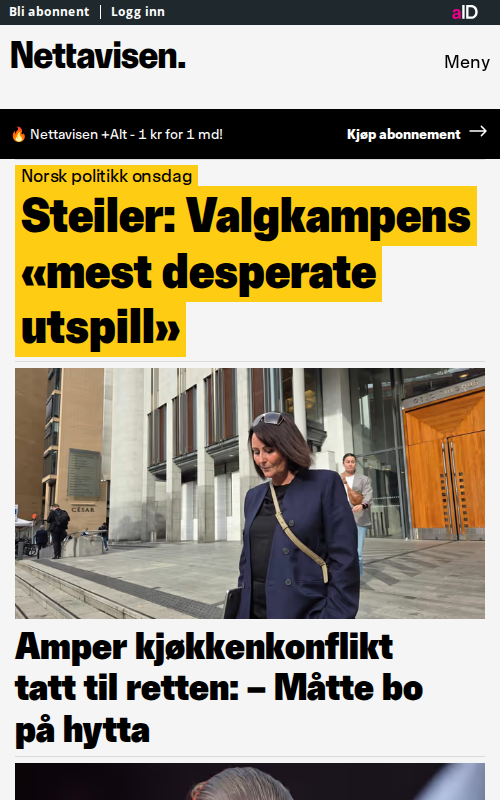 Bli abonnent | Logg inn
aID
Nettavisen.
Meny
🔥 Nettavisen +Alt - 1 kr for 1 md!
Kjøp abonnement →
Norsk politikk onsdag
Steiler: Valgkampens
«mest desperate
utspill»
CÉSAR
Amper kjøkkenkonflikt
tatt til retten: – Måtte bo
på hytta